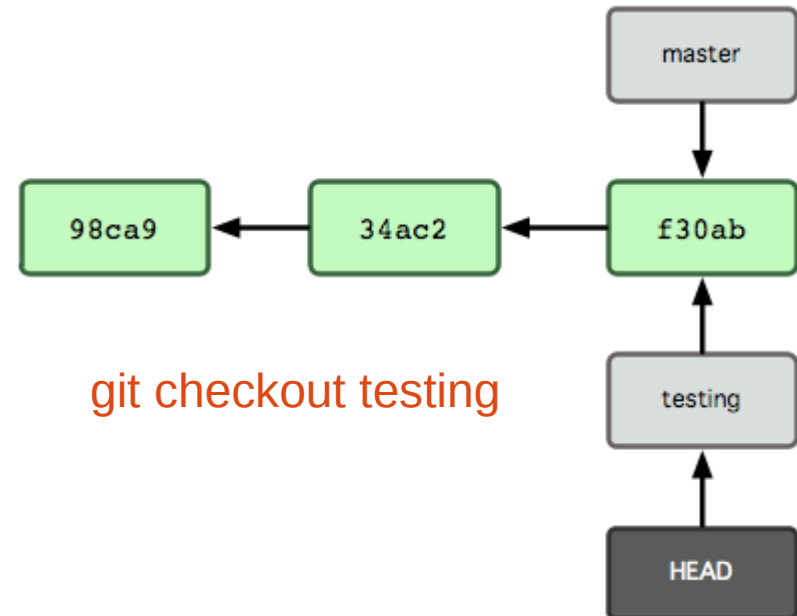 master
98ca9
34ac2
f30ab
git checkout testing
testing
HEAD